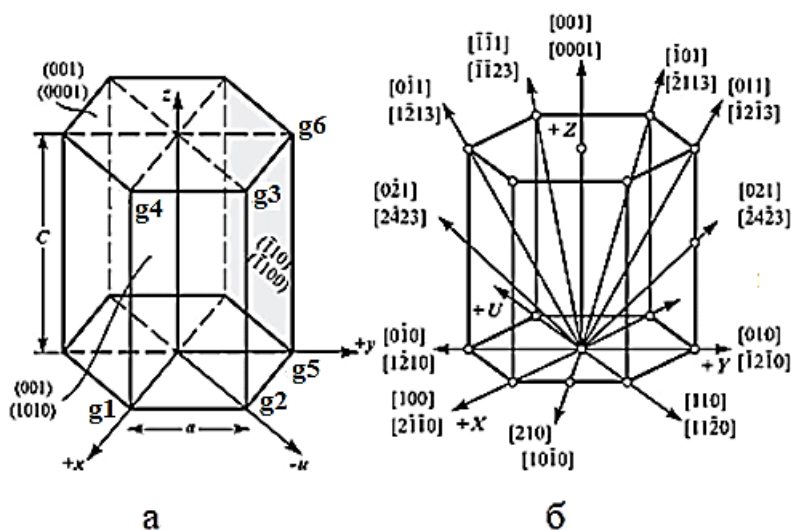 (001)
(0001)
z
g6
g4
g3
C
(1̄10)
(1̄100)
(001)
(1010)
+y
g5
g1
g2
a
+x
-u
а
[001]
[0001]
[1̄1̄1]
[1̄1̄23]
[1̄01]
[2̄113]
[01̄1]
[12̄13]
[011]
[1̄21̄3]
+Z
[02̄1]
[24̄23]
[021]
[2̄42̄3]
+U
[01̄0]
[12̄10]
[010]
+Y
[1̄21̄0]
[100]
[21̄1̄0]
+X
[110]
[112̄0]
[210]
[101̄0]
б